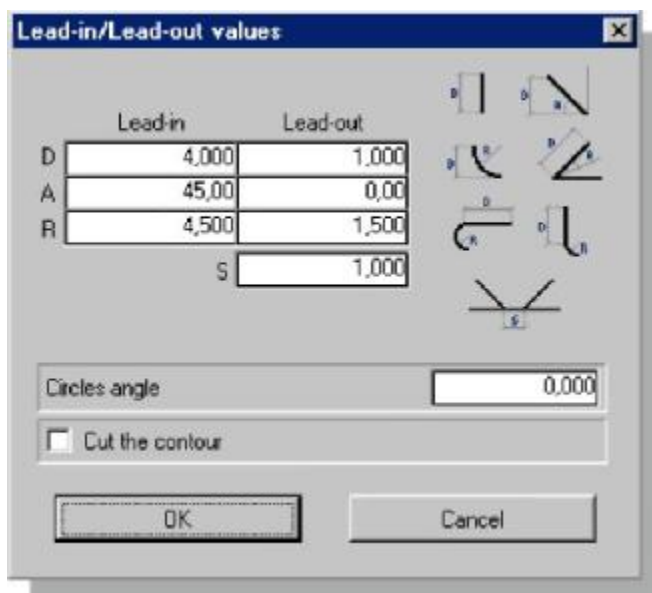 Lead-in/Lead-out values
Lead-in Lead-out
D 4,000 1,000
A 45,00 0,00
R 4,500 1,500
S 1,000
D D A
D R D A
D R D R
S
Circles angle 0,000
Cut the contour
OK Cancel